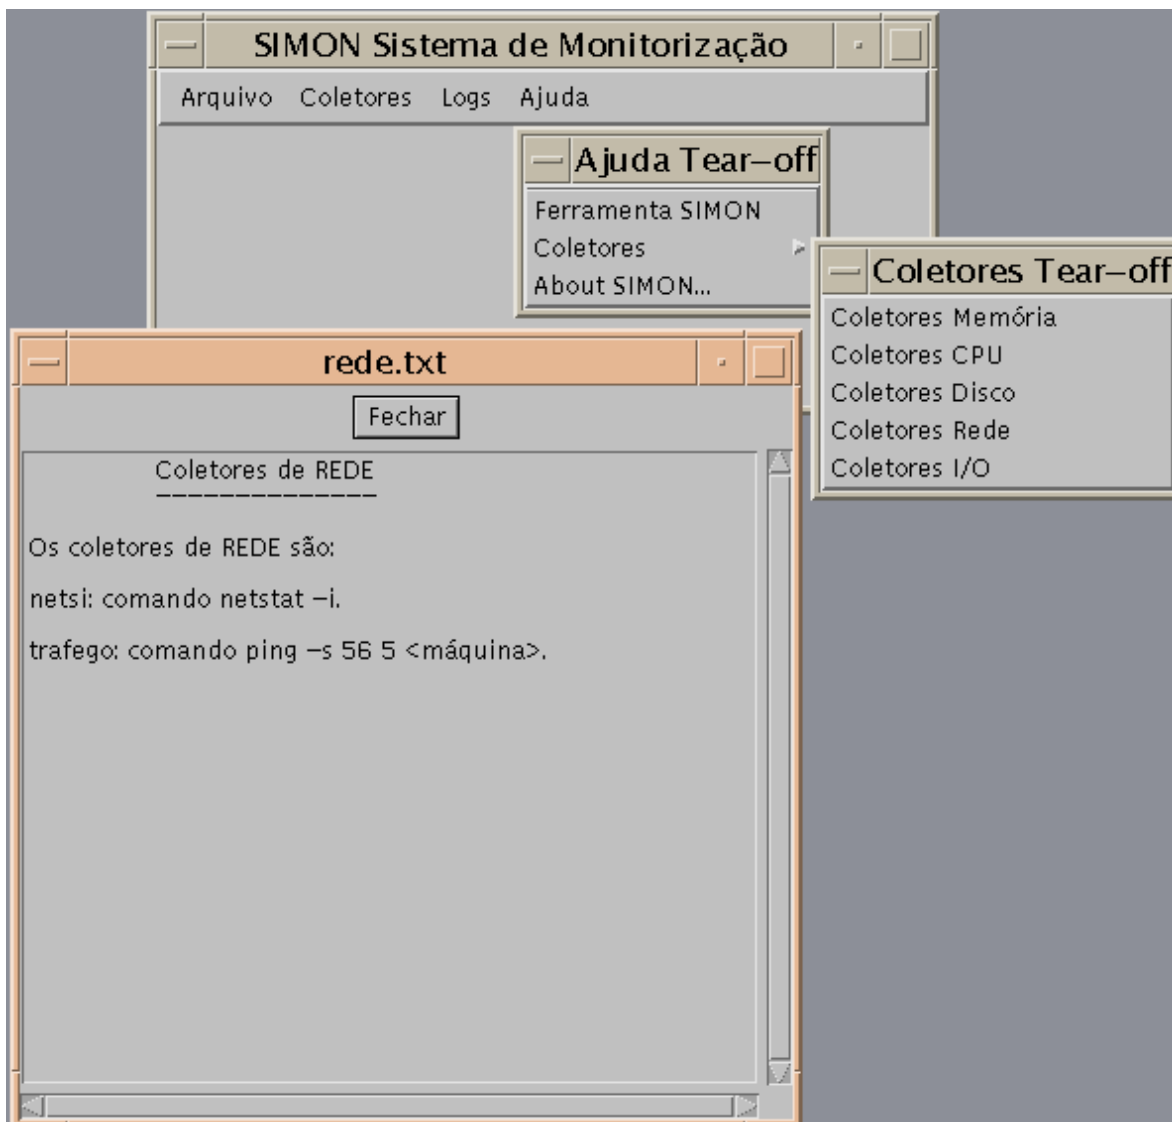 SIMON Sistema de Monitorização
Arquivo Coletores Logs Ajuda
Ajuda Tear-off
Ferramenta SIMON
Coletores
About SIMON...
Coletores Tear-off
Coletores Memória
Coletores CPU
Coletores Disco
Coletores Rede
Coletores I/O
rede.txt
Fechar
Coletores de REDE
--------------
Os coletores de REDE são:
netsi: comando netstat -i.
trafego: comando ping -s 56 5 <máquina>.